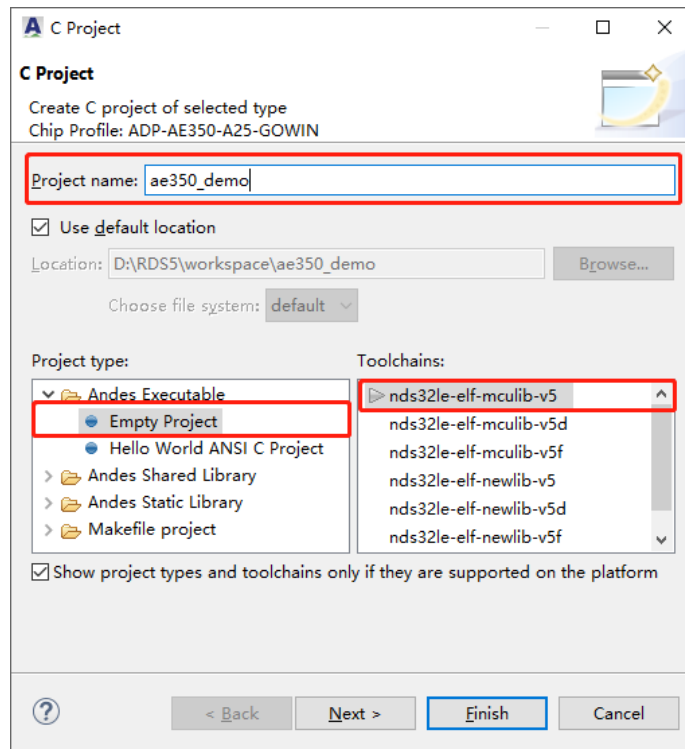 C Project
C Project
Create C project of selected type
Chip Profile: ADP-AE350-A25-GOWIN
Project name: ae350_demo
Use default location
Location: D:\RDS5\workspace\ae350_demo Browse...
Choose file system: default
Project type: Toolchains:
Andes Executable
Empty Project
Hello World ANSI C Project
Andes Shared Library
Andes Static Library
Makefile project
nds32le-elf-mculib-v5
nds32le-elf-mculib-v5d
nds32le-elf-mculib-v5f
nds32le-elf-newlib-v5
nds32le-elf-newlib-v5d
nds32le-elf-newlib-v5f
Show project types and toolchains only if they are supported on the platform
? < Back Next > Finish Cancel